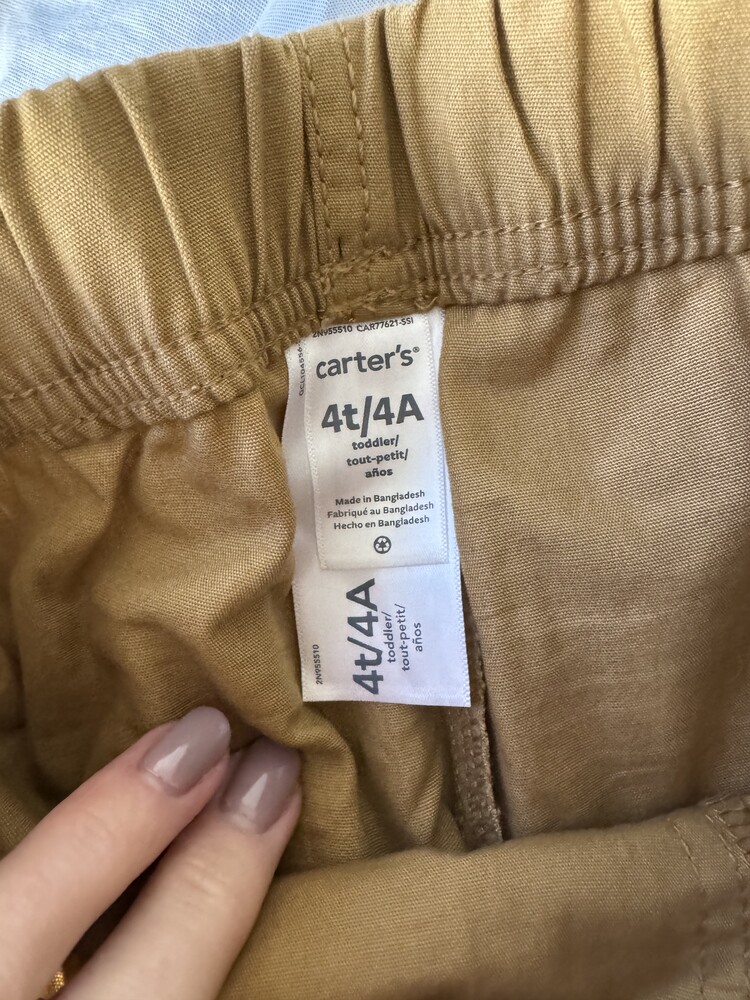 2N955510 CAR77621-SSI
carter's®
4t/4A
toddler/
tout-petit/
años
Made in Bangladesh
Fabriqué au Bangladesh
Hecho en Bangladesh
4t/4A
toddler/
tout-petit/
años
2N955510